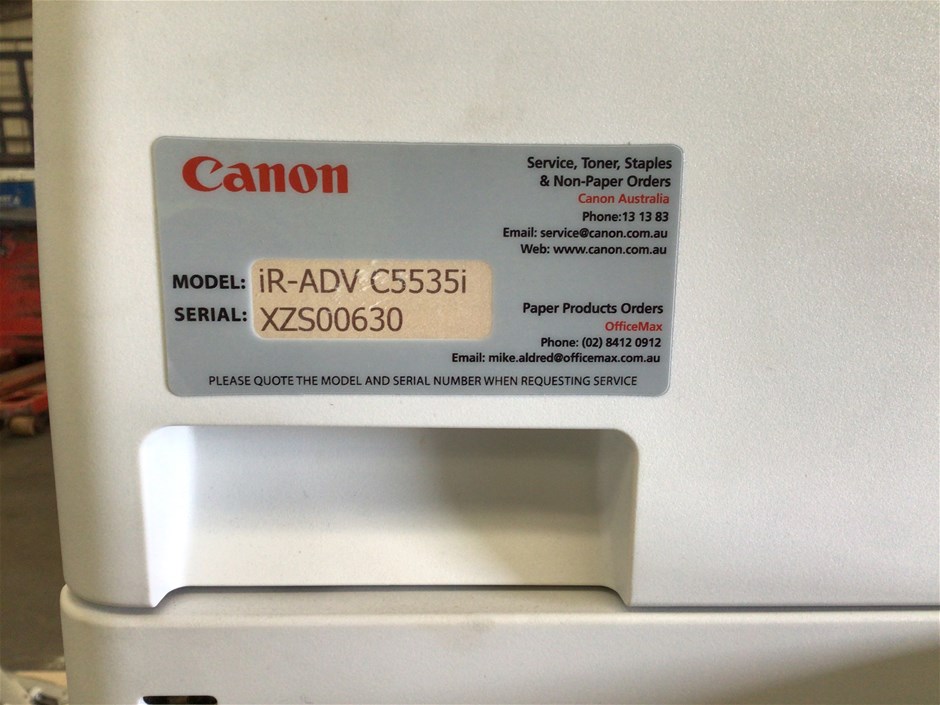 Canon
Service, Toner, Staples
& Non-Paper Orders
Canon Australia
Phone:13 13 83
Email: service@canon.com.au
Web: www.canon.com.au
MODEL: iR-ADV C5535i
SERIAL: XZS00630
Paper Products Orders
OfficeMax
Phone: (02) 8412 0912
Email: mike.aldred@officemax.com.au
PLEASE QUOTE THE MODEL AND SERIAL NUMBER WHEN REQUESTING SERVICE